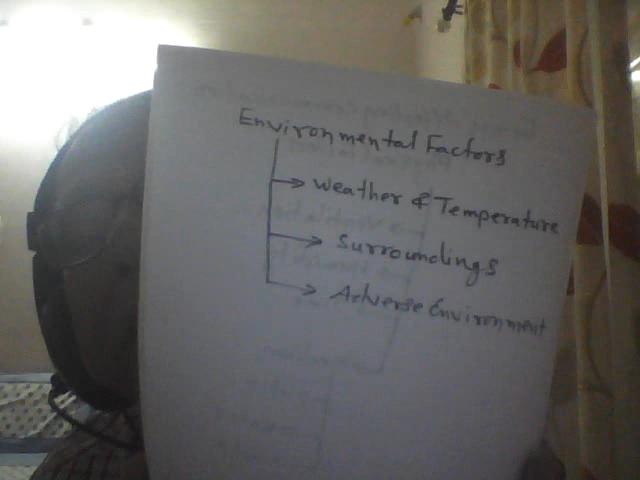 Environmental Factors
Weather & Temperature
Surroundings
Adverse Environment